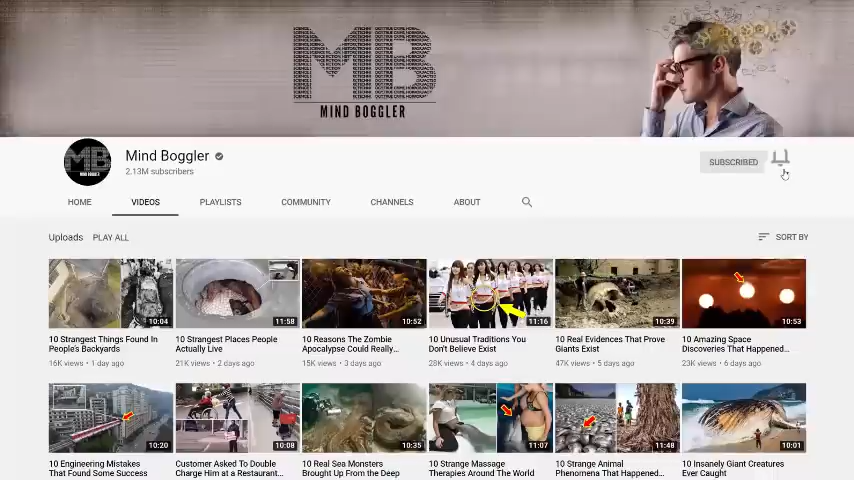 MB
MIND BOGGLER
MB
MIND BOGGLER
Mind Boggler
2.13M subscribers
SUBSCRIBED
HOME
VIDEOS
PLAYLISTS
COMMUNITY
CHANNELS
ABOUT
Uploads
PLAY ALL
SORT BY
10:04
11:58
10:52
11:16
10:39
10:53
10 Strangest Things Found In
People's Backyards
16K views • 1 day ago
10 Strangest Places People
Actually Live
21K views • 2 days ago
10 Reasons The Zombie
Apocalypse Could Really...
15K views • 3 days ago
10 Unusual Traditions You
Don't Believe Exist
28K views • 4 days ago
10 Real Evidences That Prove
Giants Exist
47K views • 5 days ago
10 Amazing Space
Discoveries That Happened...
23K views • 6 days ago
10:20
10:08
10:35
11:07
11:48
10:01
10 Engineering Mistakes
That Found Some Success
Customer Asked To Double
Charge Him at a Restaurant...
10 Real Sea Monsters
Brought Up From the Deep
10 Strange Massage
Therapies Around The World
10 Strange Animal
Phenomena That Happened...
10 Insanely Giant Creatures
Ever Caught